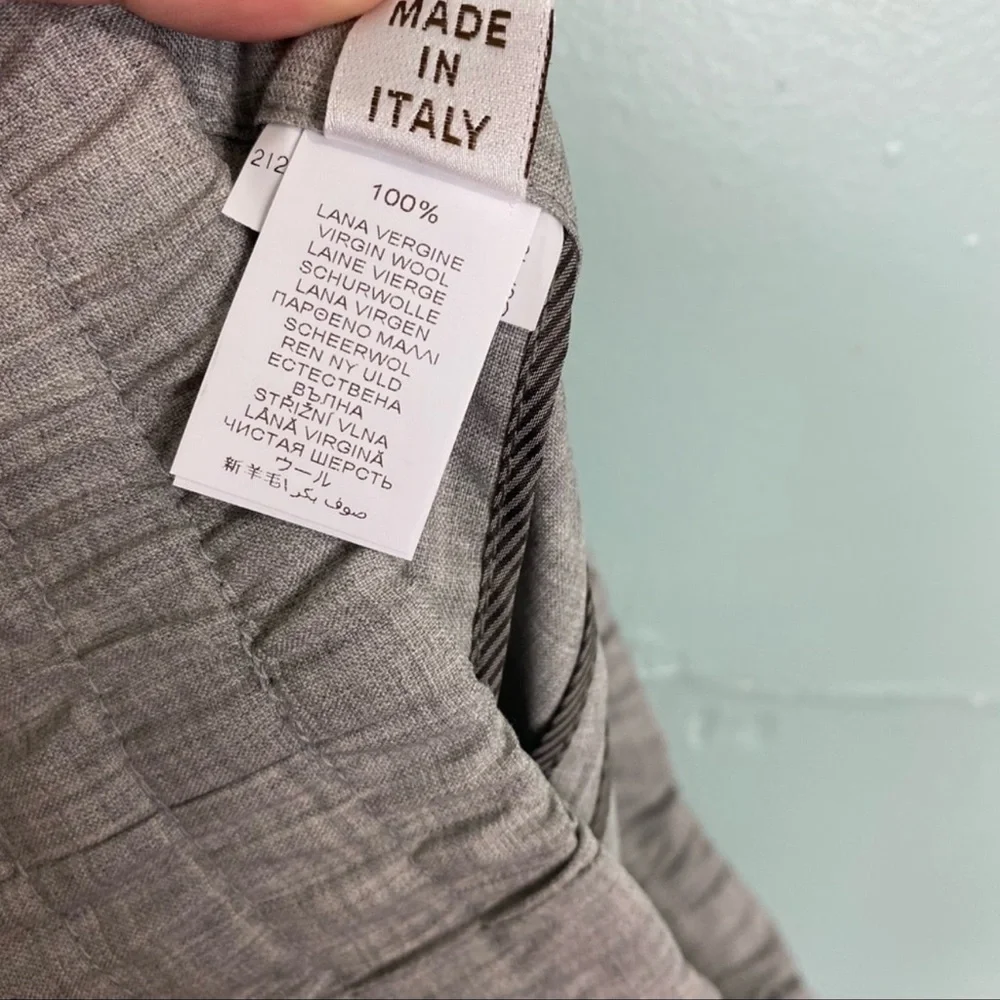 MADE
IN
ITALY
212
100%
LANA VERGINE
VIRGIN WOOL
LAINE VIERGE
SCHURWOLLE
LANA VIRGEN
ΠΑΡΘΕΝΟ ΜΑΛΛΙ
SCHEERWOL
REN NY ULD
ЕСТЕСТВЕНА
ВЪЛНА
STŘIŽNÍ VLNA
LÂNĂ VIRGINĂ
ЧИСТАЯ ШЕРСТЬ
ウール
新羊毛\صوف بكر